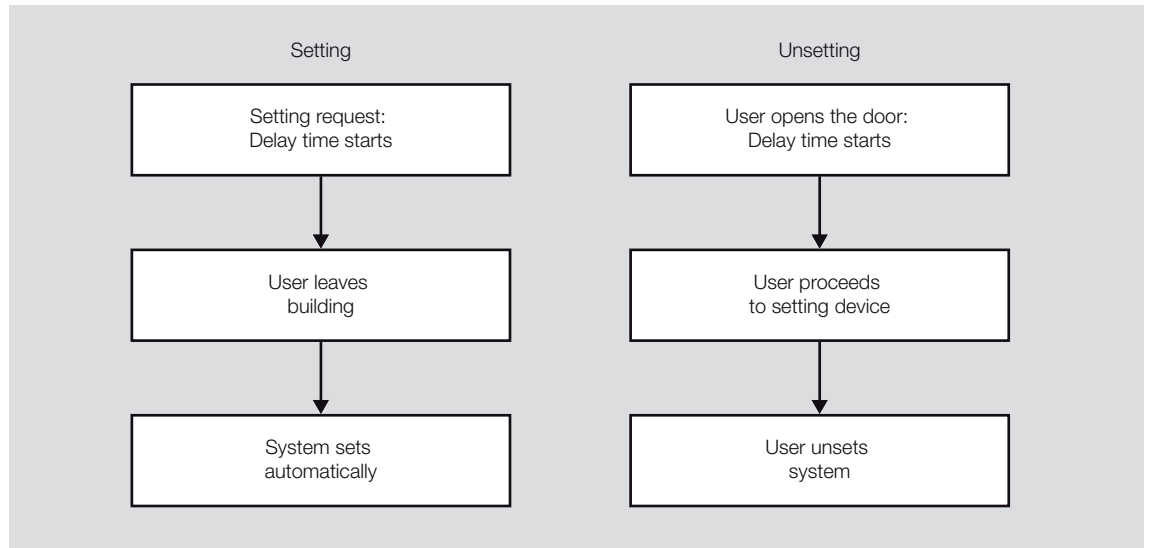 Setting
Setting request:
Delay time starts
User leaves
building
System sets
automatically
Unsetting
User opens the door:
Delay time starts
User proceeds
to setting device
User unsets
system